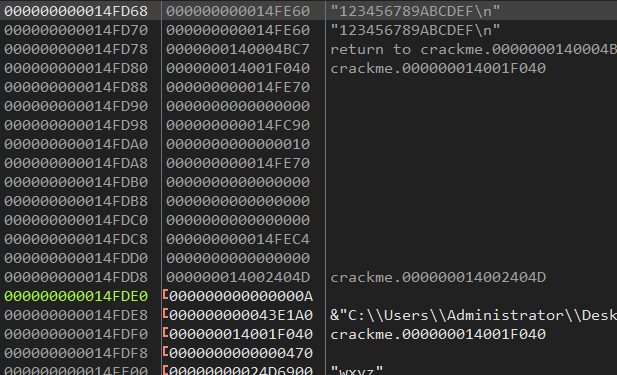 000000000014FD68 000000000014FE60 "123456789ABCDEF\n"
000000000014FD70 000000000014FE60 "123456789ABCDEF\n"
000000000014FD78 0000000140004BC7 return to crackme.0000000140004B
000000000014FD80 000000014001F040 crackme.000000014001F040
000000000014FD88 000000000014FE70
000000000014FD90 0000000000000000
000000000014FD98 000000000014FC90
000000000014FDA0 0000000000000010
000000000014FDA8 000000000014FE70
000000000014FDB0 0000000000000000
000000000014FDB8 0000000000000000
000000000014FDC0 0000000000000000
000000000014FDC8 000000000014FEC4
000000000014FDD0 0000000000000000
000000000014FDD8 000000014002404D crackme.000000014002404D
000000000014FDE0 000000000000000A
000000000014FDE8 000000000043E1A0 &"C:\\Users\\Administrator\\Desk
000000000014FDF0 000000014001F040 crackme.000000014001F040
000000000014FDF8 0000000000000470
000000000014FE00 00000000024D6900 "wxyz"